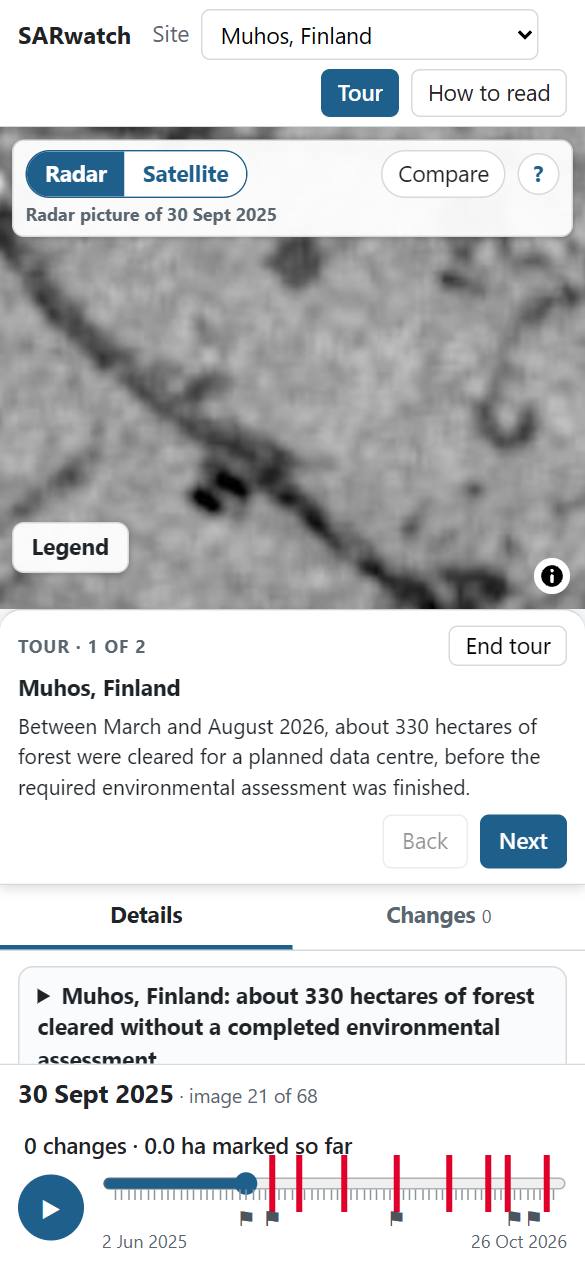 SARwatch Site Muhos, Finland
Tour How to read
Radar Satellite Compare ?
Radar picture of 30 Sept 2025
Legend
TOUR · 1 OF 2 End tour
Muhos, Finland
Between March and August 2026, about 330 hectares of
forest were cleared for a planned data centre, before the
required environmental assessment was finished.
Back Next
Details Changes 0
▶ Muhos, Finland: about 330 hectares of forest
cleared without a completed environmental
assessment
30 Sept 2025 · image 21 of 68
0 changes · 0.0 ha marked so far
2 Jun 2025 26 Oct 2026